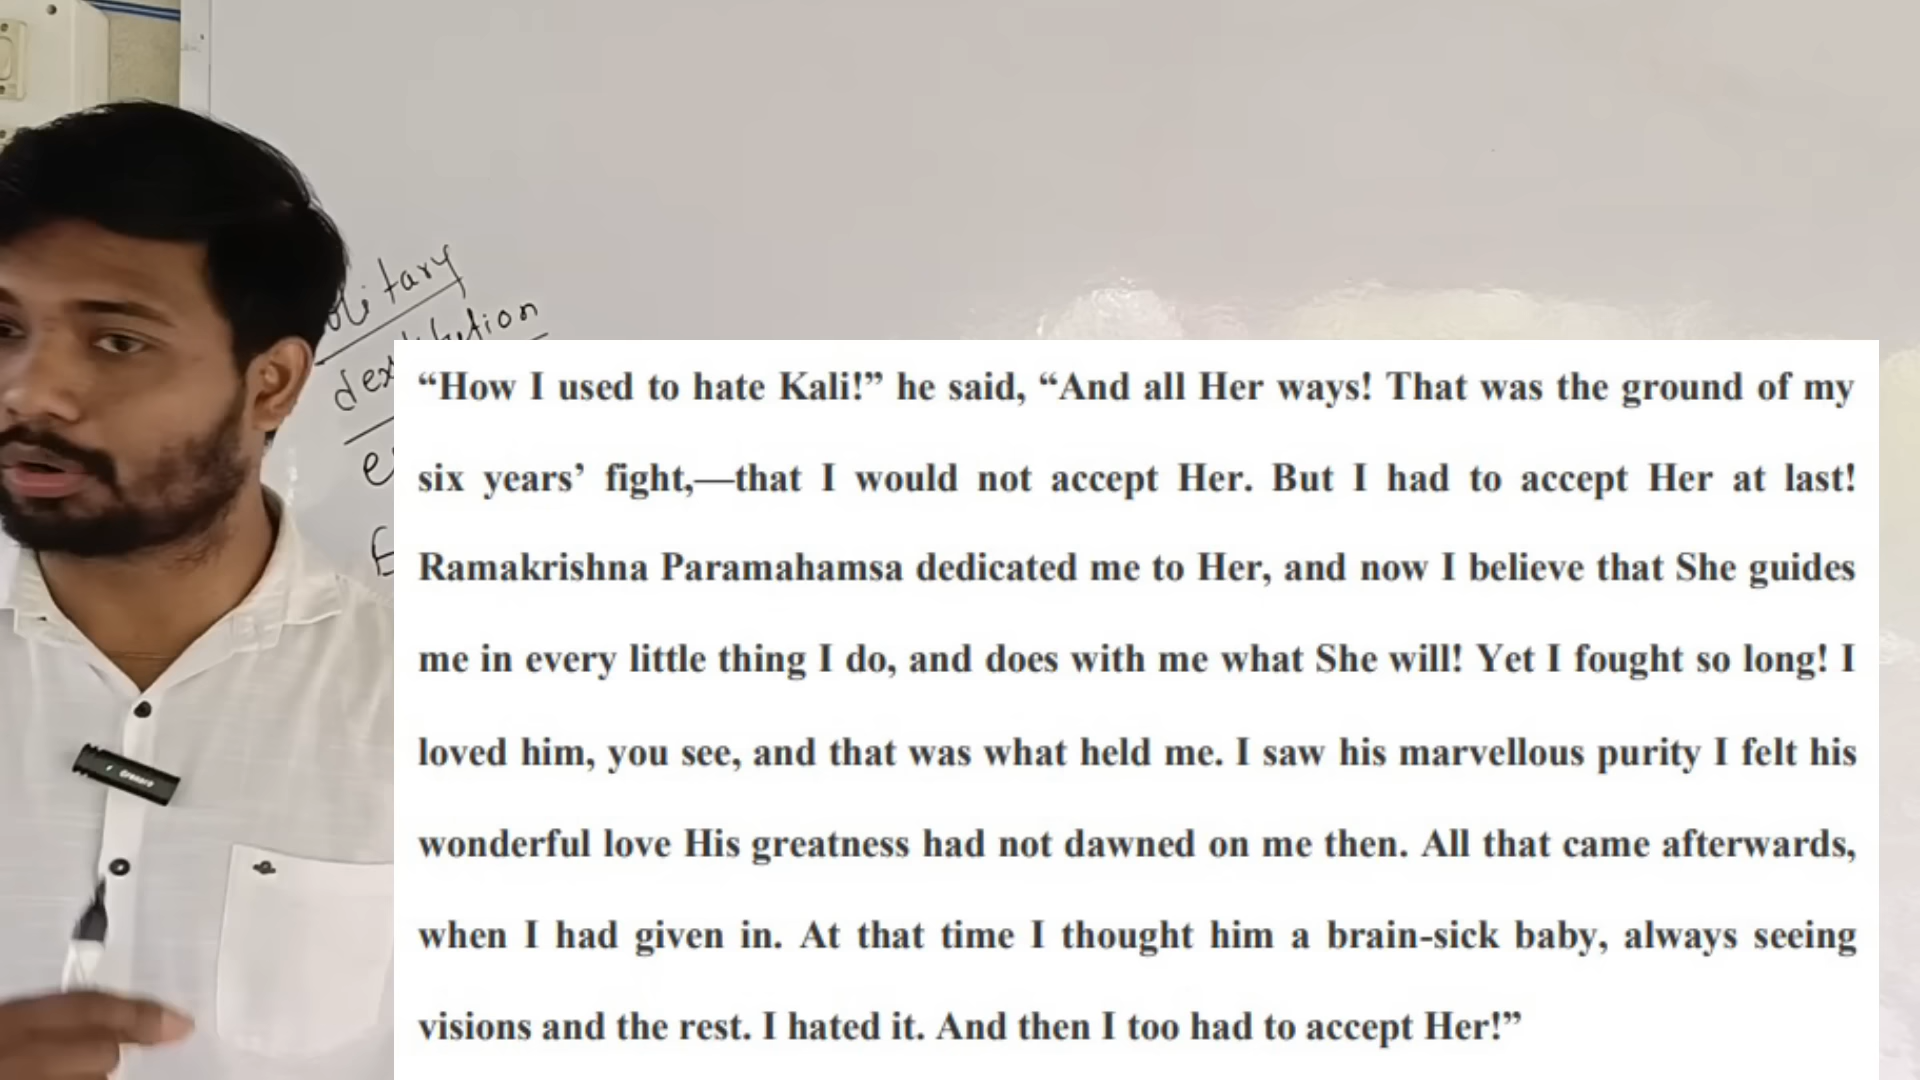 olitary
“How I used to hate Kali!” he said, “And all Her ways! That was the ground of my
six years’ fight,—that I would not accept Her. But I had to accept Her at last!
Ramakrishna Paramahamsa dedicated me to Her, and now I believe that She guides
me in every little thing I do, and does with me what She will! Yet I fought so long! I
loved him, you see, and that was what held me. I saw his marvellous purity I felt his
wonderful love His greatness had not dawned on me then. All that came afterwards,
when I had given in. At that time I thought him a brain-sick baby, always seeing
visions and the rest. I hated it. And then I too had to accept Her!”